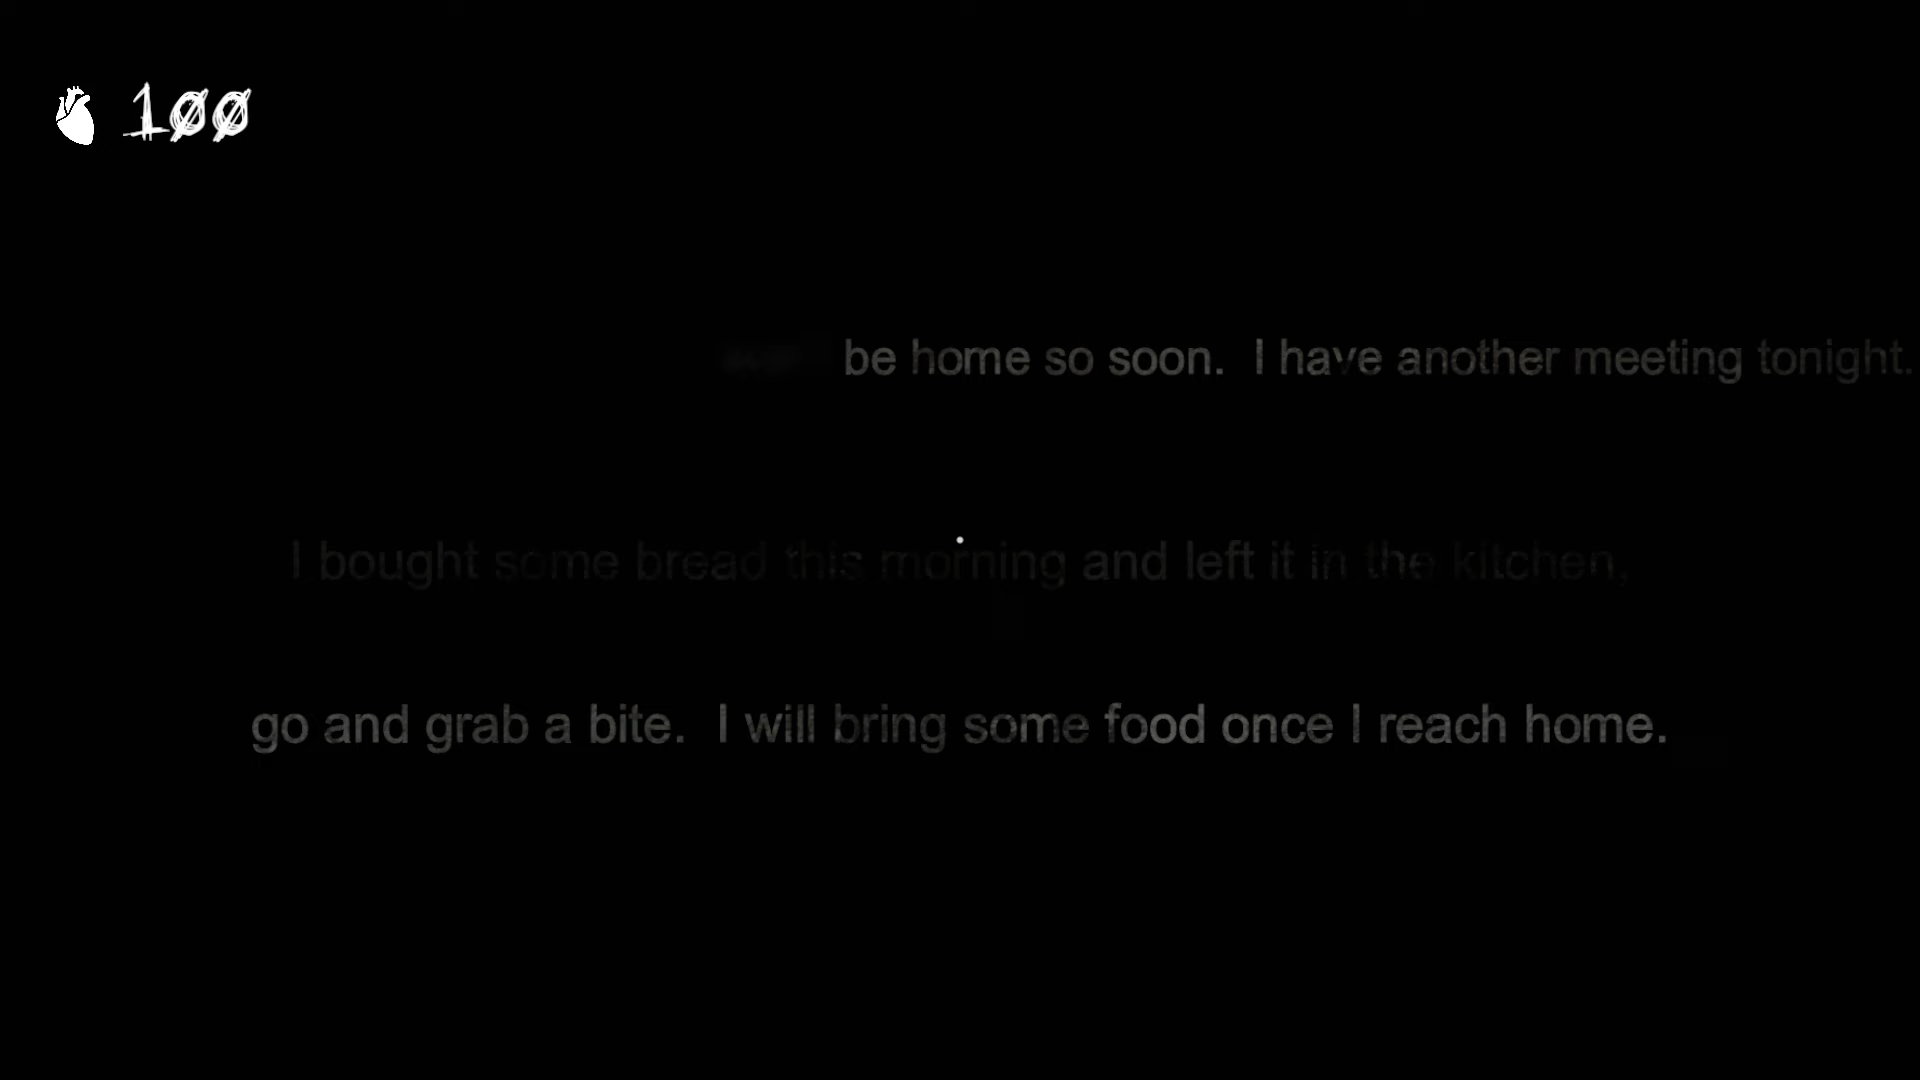 100
be home so soon.  I have another meeting tonight.
I bought some bread this morning and left it in the kitchen,
go and grab a bite.  I will bring some food once I reach home.